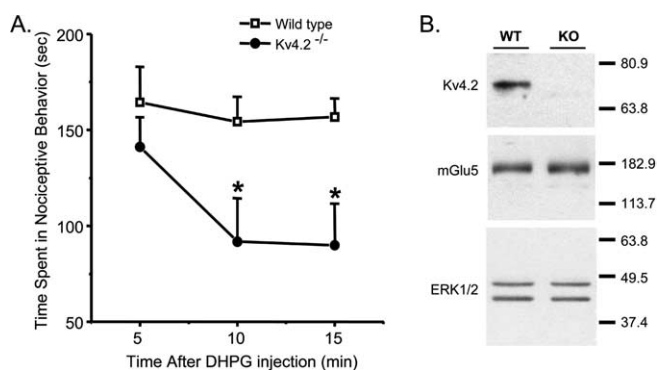 A.
Wild type
Kv4.2 -/-
Time Spent in Nociceptive Behavior (sec)
200
150
100
50
*
*
5
10
15
Time After DHPG injection (min)
B.
WT
KO
Kv4.2
80.9
63.8
mGlu5
182.9
113.7
ERK1/2
63.8
49.5
37.4